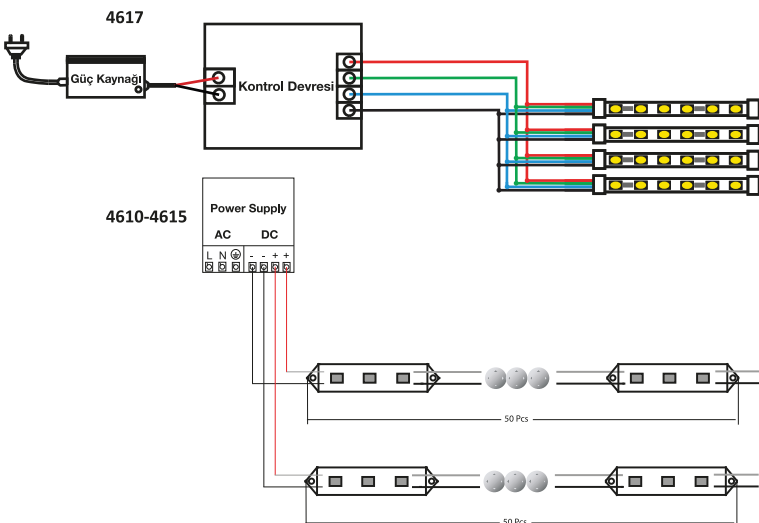 4617
Güç Kaynağı
Kontrol Devresi
4610-4615
Power Supply
AC DC
L N - - + +
50 Pcs
50 Pcs